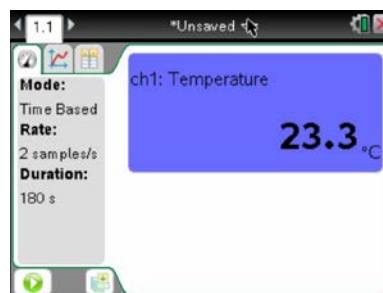 1.1
*Unsaved
Mode:
Time Based
Rate:
2 samples/s
Duration:
180 s
ch1: Temperature
23.3 °C